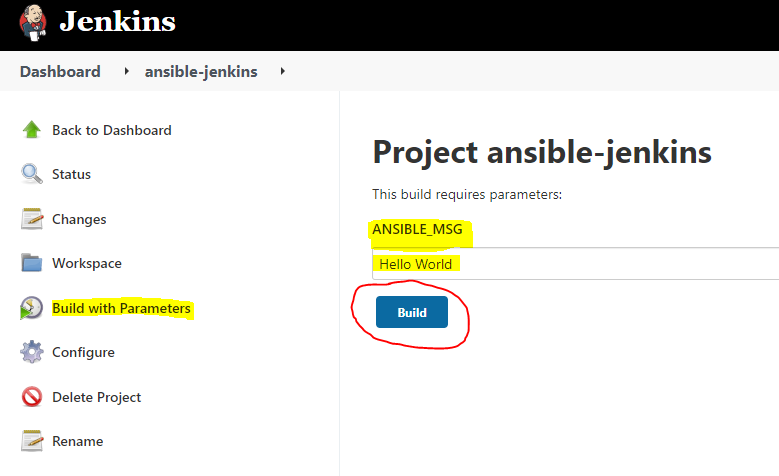 Jenkins
Dashboard
ansible-jenkins
Back to Dashboard
Status
Changes
Workspace
Build with Parameters
Configure
Delete Project
Rename
Project ansible-jenkins
This build requires parameters:
ANSIBLE_MSG
Hello World
Build